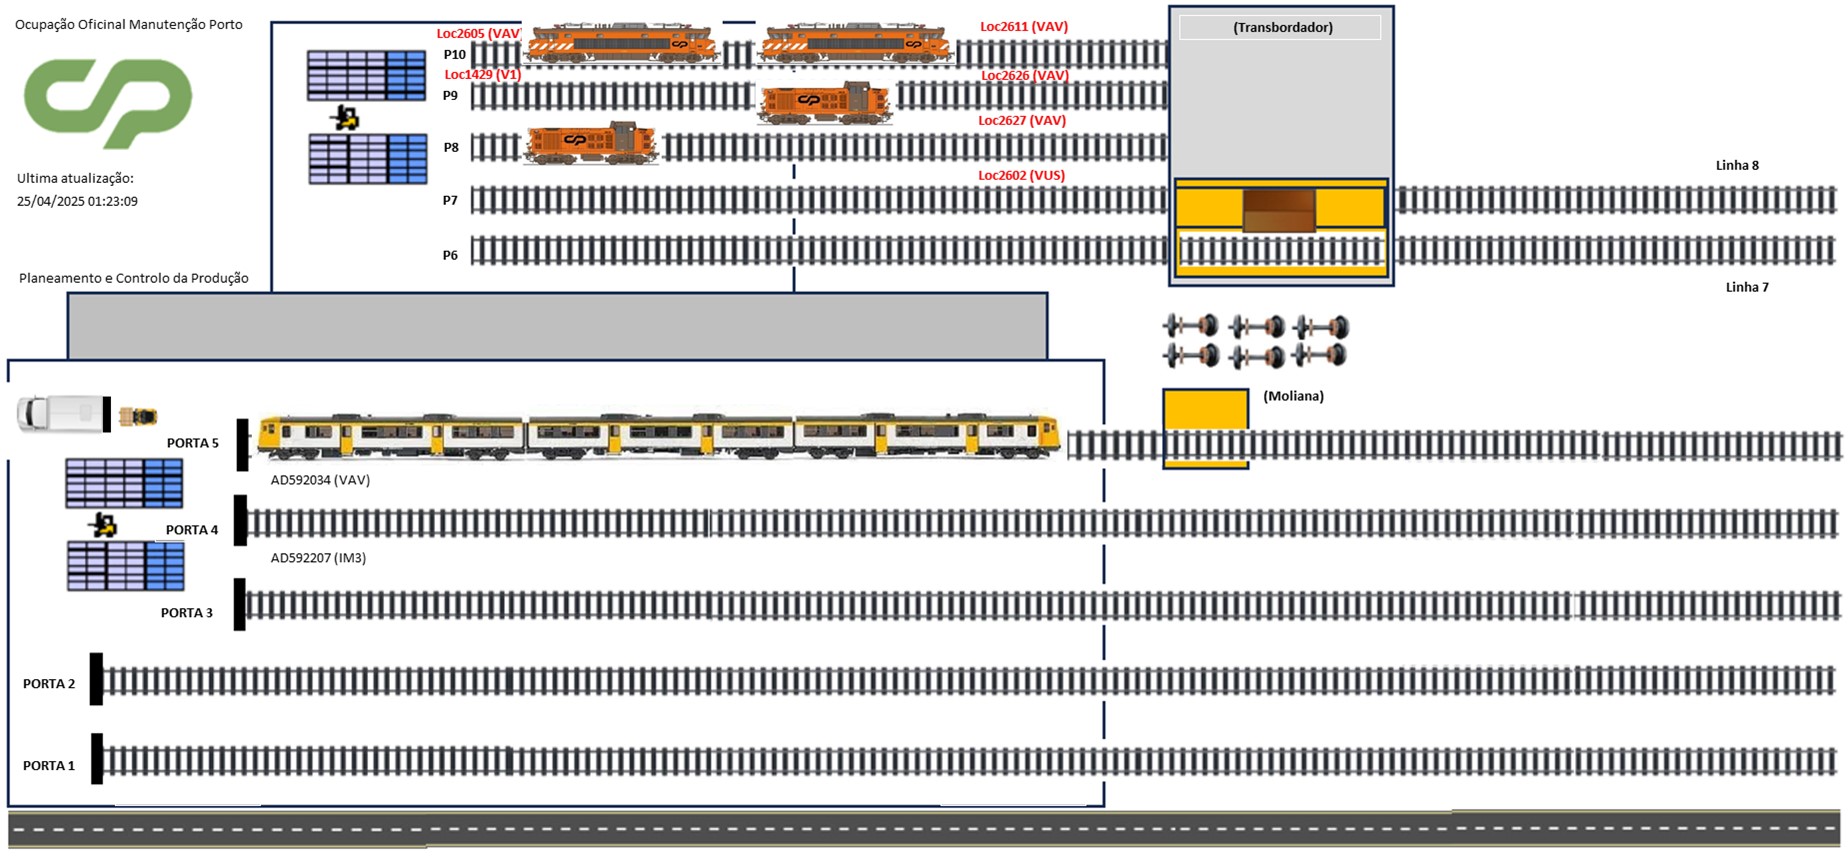 Ocupação Oficinal Manutenção Porto
Loc2605 (VAV)
Loc2611 (VAV)
(Transbordador)
P10
Loc1429 (V1)
Loc2626 (VAV)
P9
Loc2627 (VAV)
P8
Linha 8
Ultima atualização:
25/04/2025 01:23:09
Loc2602 (VUS)
P7
P6
Planeamento e Controlo da Produção
Linha 7
(Moliana)
PORTA 5
AD592034 (VAV)
PORTA 4
AD592207 (IM3)
PORTA 3
PORTA 2
PORTA 1